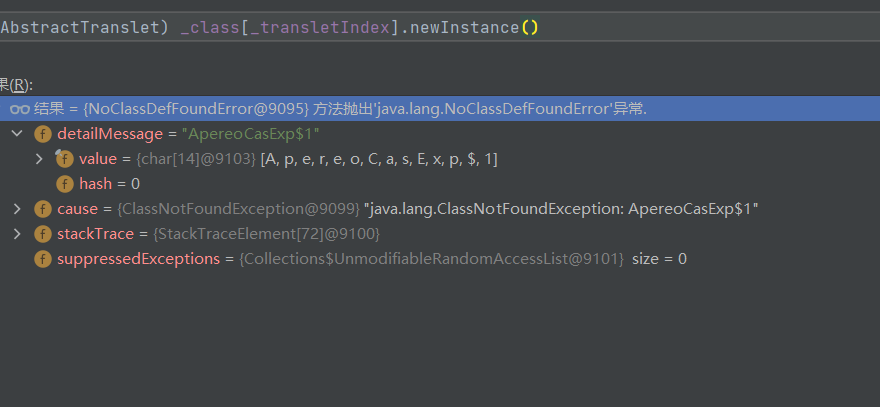 AbstractTranslet) _class[_transletIndex].newInstance()
果(R):
结果 = {NoClassDefFoundError@9095} 方法抛出'java.lang.NoClassDefFoundError'异常.
f detailMessage = "ApereoCasExp$1"
f value = {char[14]@9103} [A, p, e, r, e, o, C, a, s, E, x, p, $, 1]
f hash = 0
f cause = {ClassNotFoundException@9099} "java.lang.ClassNotFoundException: ApereoCasExp$1"
f stackTrace = {StackTraceElement[72]@9100}
f suppressedExceptions = {Collections$UnmodifiableRandomAccessList@9101} size = 0